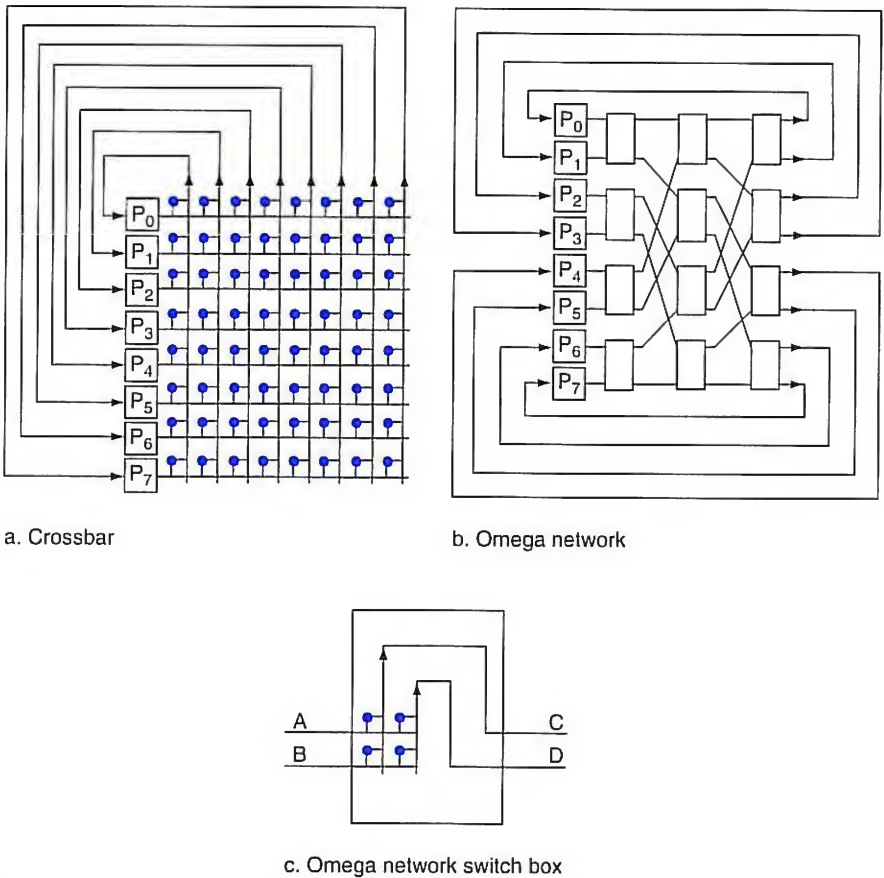 P0
P1
P2
P3
P4
P5
P6
P7
a. Crossbar
P0
P1
P2
P3
P4
P5
P6
P7
b. Omega network
A
B
C
D
c. Omega network switch box